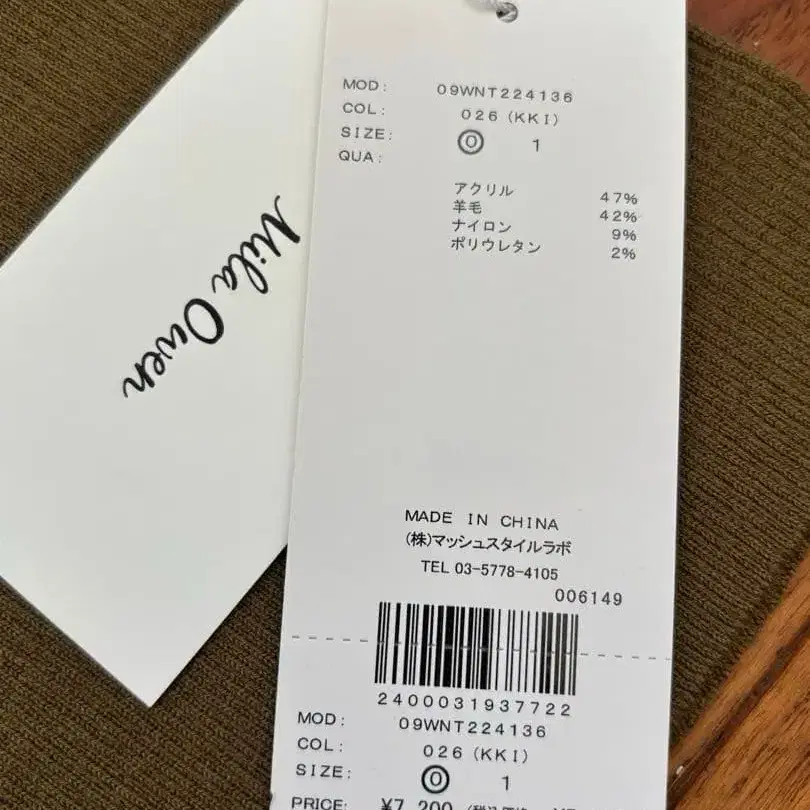 Mila Owen
MOD: 09WNT224136
COL: 026(KKI)
SIZE: 0 1
QUA:
アクリル 47%
羊毛 42%
ナイロン 9%
ポリウレタン 2%
MADE IN CHINA
(株)マッシュスタイルラボ
TEL 03-5778-4105
006149
2400031937722
MOD: 09WNT224136
COL: 026(KKI)
SIZE: 0 1
PRICE: ¥7,200